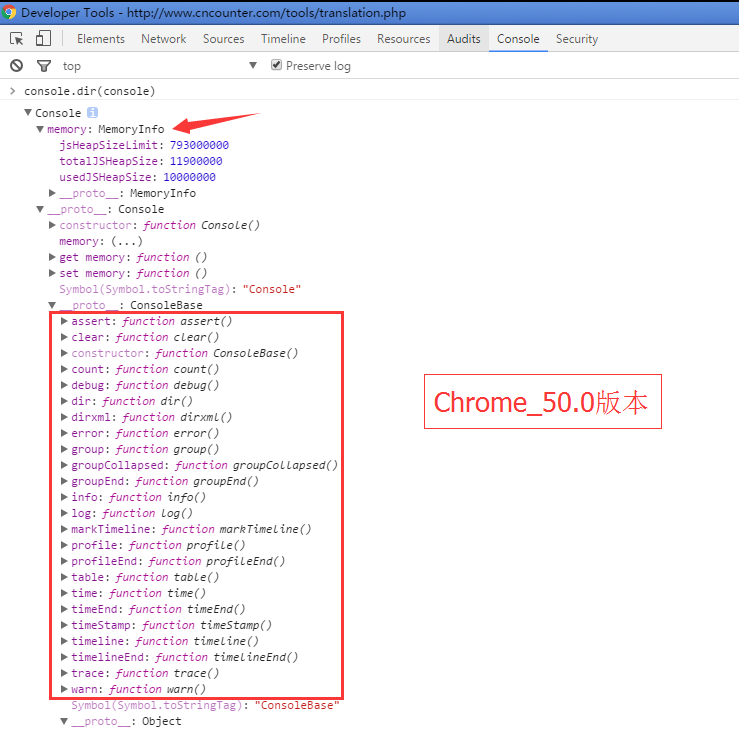 Developer Tools - http://www.cncounter.com/tools/translation.php
Elements Network Sources Timeline Profiles Resources Audits Console Security
top Preserve log
console.dir(console)
Console i
memory: MemoryInfo
jsHeapSizeLimit: 793000000
totalJSHeapSize: 11900000
usedJSHeapSize: 10000000
__proto__: MemoryInfo
__proto__: Console
constructor: function Console()
memory: (...)
get memory: function ()
set memory: function ()
Symbol(Symbol.toStringTag): "Console"
__proto__: ConsoleBase
assert: function assert()
clear: function clear()
constructor: function ConsoleBase()
count: function count()
debug: function debug()
dir: function dir()
dirxml: function dirxml()
error: function error()
group: function group()
groupCollapsed: function groupCollapsed()
groupEnd: function groupEnd()
info: function info()
log: function log()
markTimeline: function markTimeline()
profile: function profile()
profileEnd: function profileEnd()
table: function table()
time: function time()
timeEnd: function timeEnd()
timeStamp: function timeStamp()
timeline: function timeline()
timelineEnd: function timelineEnd()
trace: function trace()
warn: function warn()
Symbol(Symbol.toStringTag): "ConsoleBase"
__proto__: Object
Chrome_50.0版本